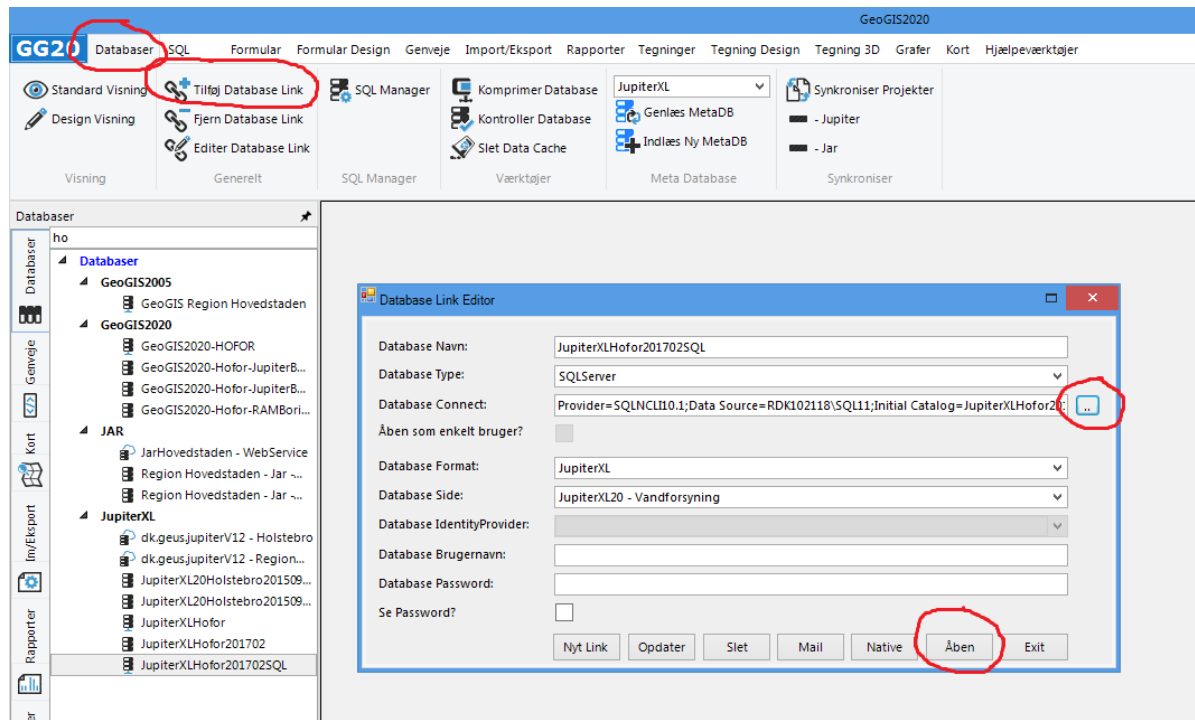 GeoGIS2020
GG20 Databaser SQL Formular Formular Design Genveje Import/Eksport Rapporter Tegninger Tegning Design Tegning 3D Grafer Kort Hjælpeværktøjer
Standard Visning
Design Visning
Visning
Tilføj Database Link
Fjern Database Link
Editer Database Link
Generelt
SQL Manager
SQL Manager
Komprimer Database
Kontroller Database
Slet Data Cache
Værktøjer
JupiterXL
Genlæs MetaDB
Indlæs Ny MetaDB
Meta Database
Synkroniser Projekter
- Jupiter
- Jar
Synkroniser
Databaser
Databaser
Genveje
Kort
Im/Eksport
Rapporter
er
ho
Databaser
GeoGIS2005
GeoGIS Region Hovedstaden
GeoGIS2020
GeoGIS2020-HOFOR
GeoGIS2020-Hofor-JupiterB...
GeoGIS2020-Hofor-JupiterB...
GeoGIS2020-Hofor-RAMBori...
JAR
JarHovedstaden - WebService
Region Hovedstaden - Jar -...
Region Hovedstaden - Jar -...
JupiterXL
dk.geus.jupiterV12 - Holstebro
dk.geus.jupiterV12 - Region...
JupiterXL20Holstebro201509...
JupiterXL20Holstebro201509...
JupiterXLHofor
JupiterXLHofor201702
JupiterXLHofor201702SQL
Database Link Editor
Database Navn: JupiterXLHofor201702SQL
Database Type: SQLServer
Database Connect: Provider=SQLNCLI10.1;Data Source=RDK102118\SQL11;Initial Catalog=JupiterXLHofor20 ..
Åben som enkelt bruger?
Database Format: JupiterXL
Database Side: JupiterXL20 - Vandforsyning
Database IdentityProvider:
Database Brugernavn:
Database Password:
Se Password?
Nyt Link Opdater Slet Mail Native Åben Exit